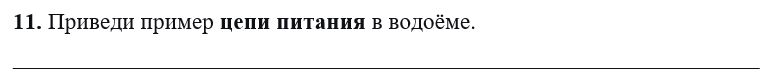 11. Приведи пример цепи питания в водоёме.